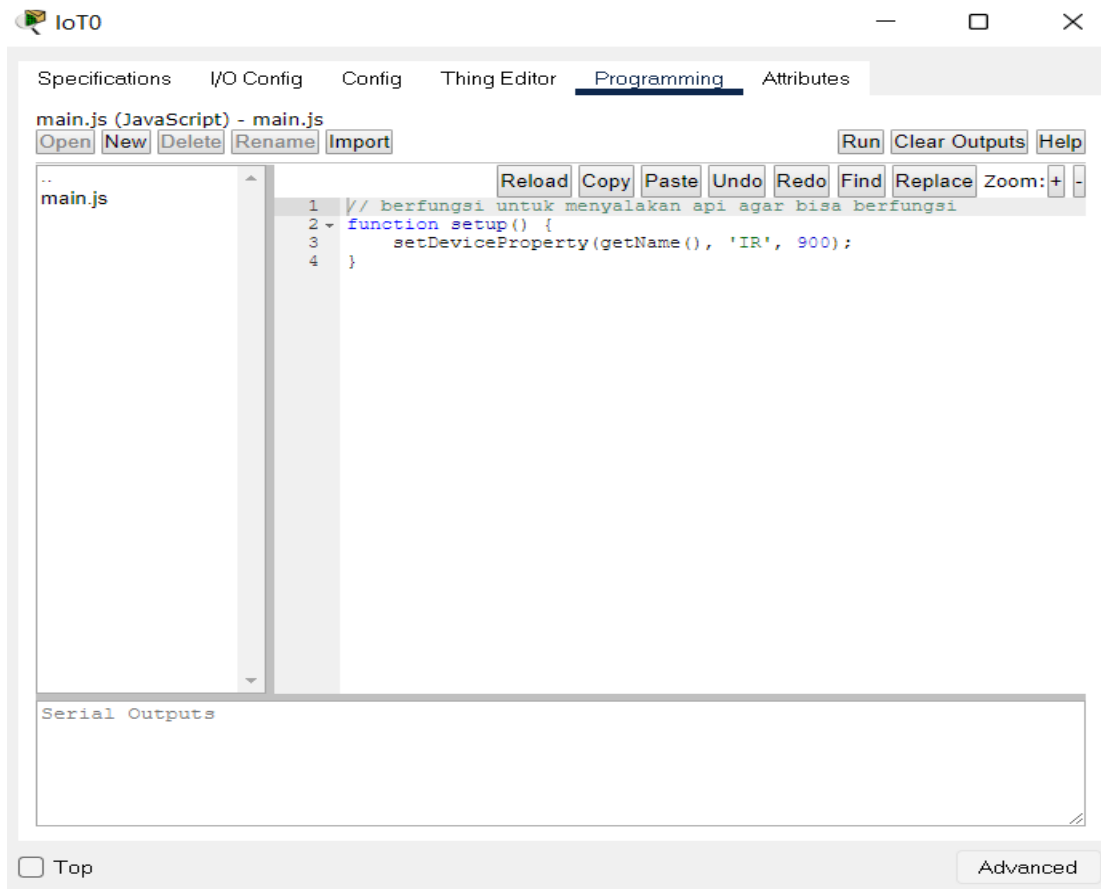 IoT0
Specifications I/O Config Config Thing Editor Programming Attributes
main.js (JavaScript) - main.js
Open New Delete Rename Import Run Clear Outputs Help
..
main.js
Reload Copy Paste Undo Redo Find Replace Zoom: + -
1 // berfungsi untuk menyalakan api agar bisa berfungsi
2 function setup() {
3     setDeviceProperty(getName(), 'IR', 900);
4 }
Serial Outputs
Top Advanced